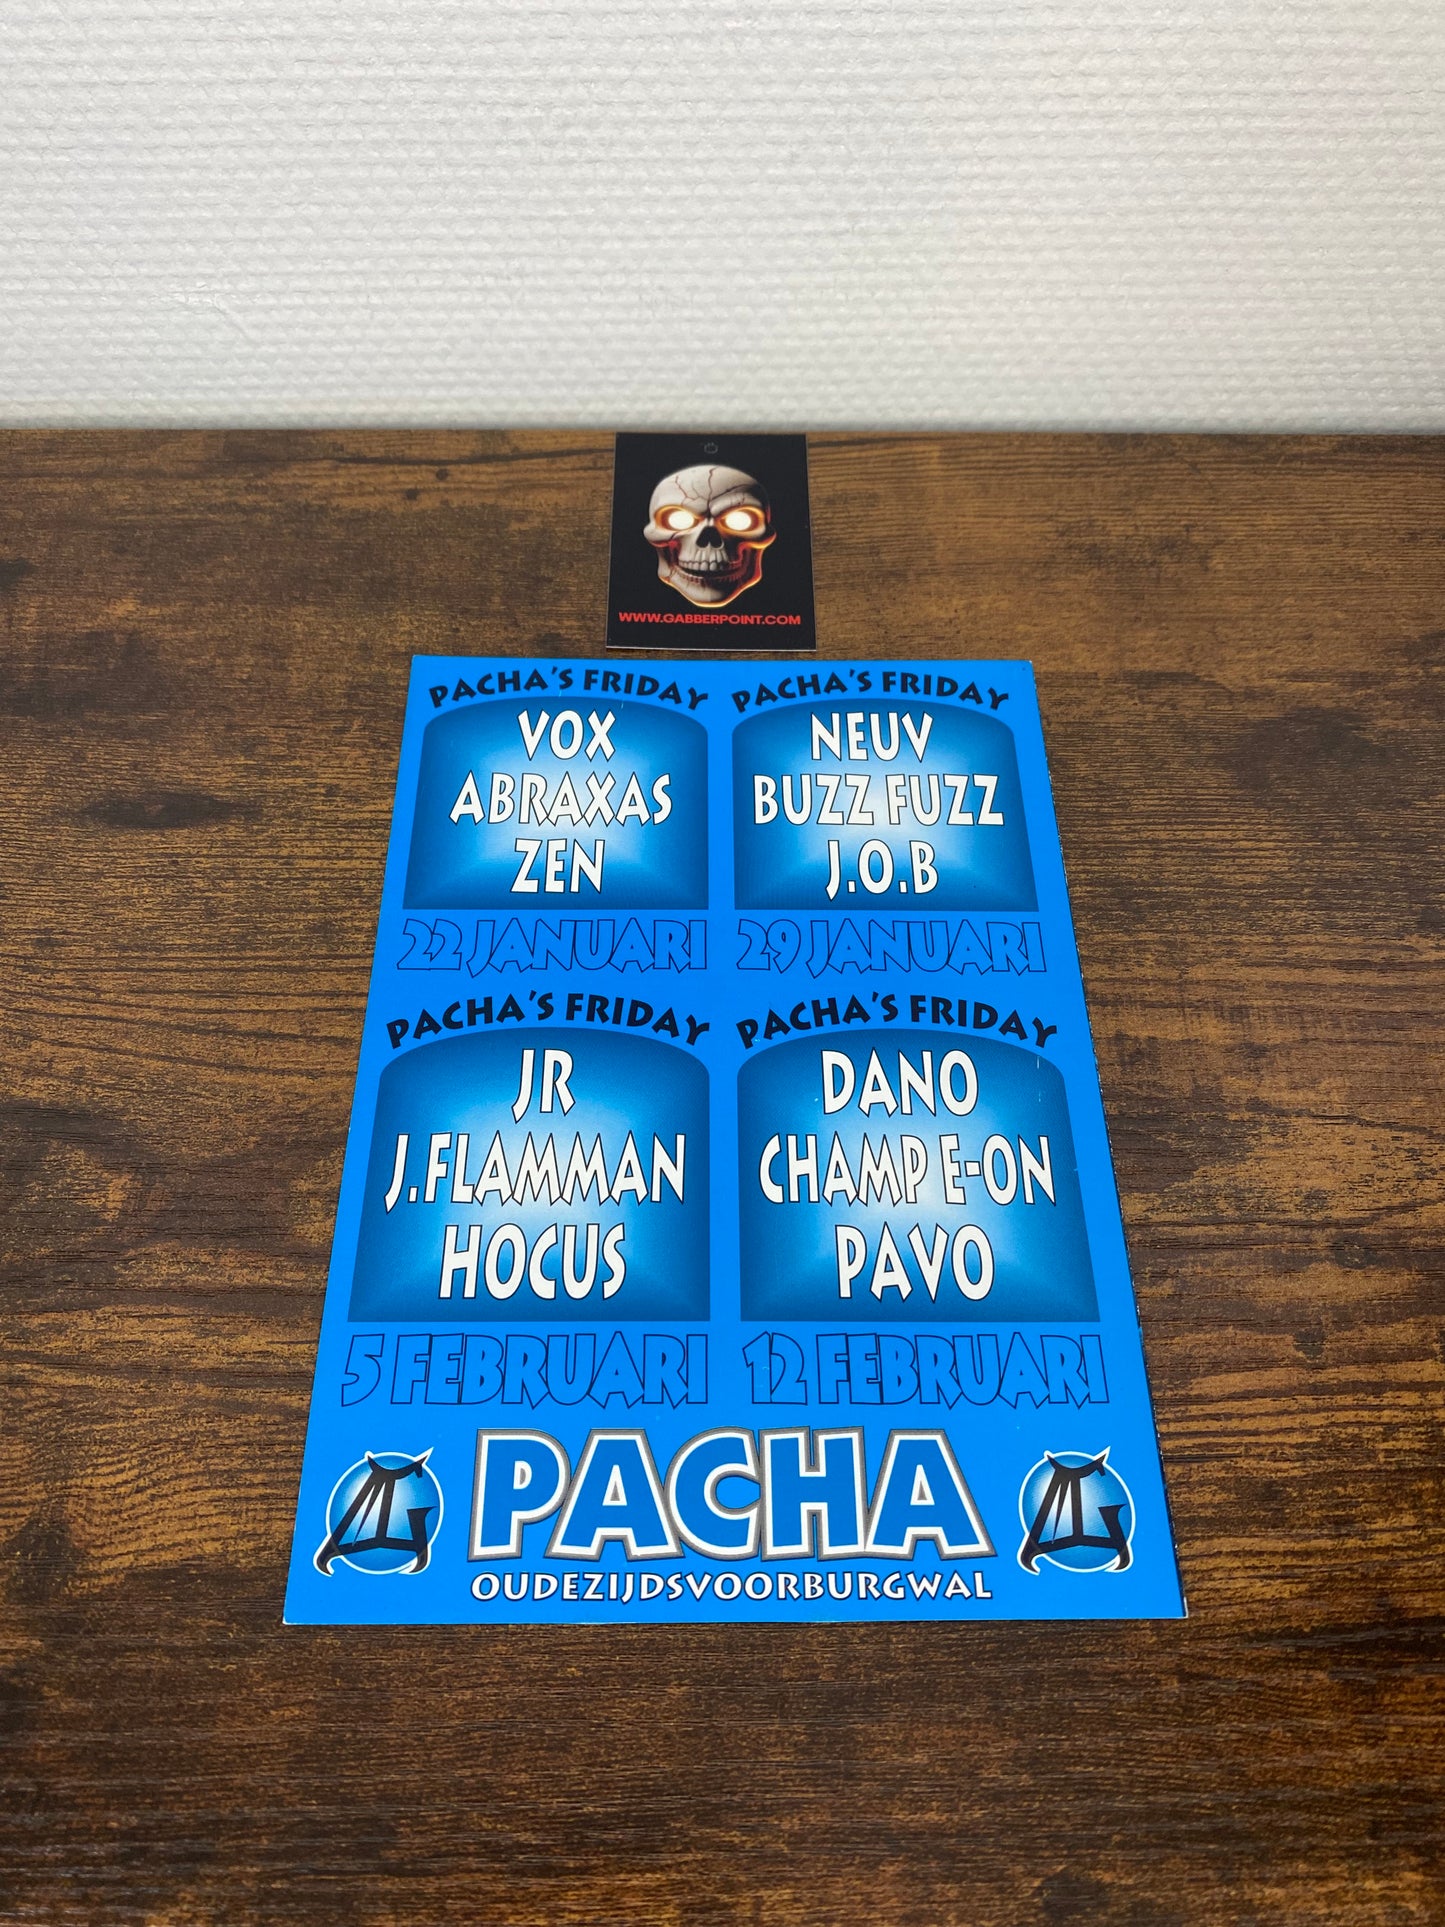 WWW.GABBERPOINT.COM
PACHA'S FRIDAY
VOX
ABRAXAS
ZEN
22 JANUARI
PACHA'S FRIDAY
NEUV
BUZZ FUZZ
J.O.B
29 JANUARI
PACHA'S FRIDAY
JR
J.FLAMMAN
HOCUS
5 FEBRUARI
PACHA'S FRIDAY
DANO
CHAMP E-ON
PAVO
12 FEBRUARI
PACHA
OUDEZIJDSVOORBURGWAL